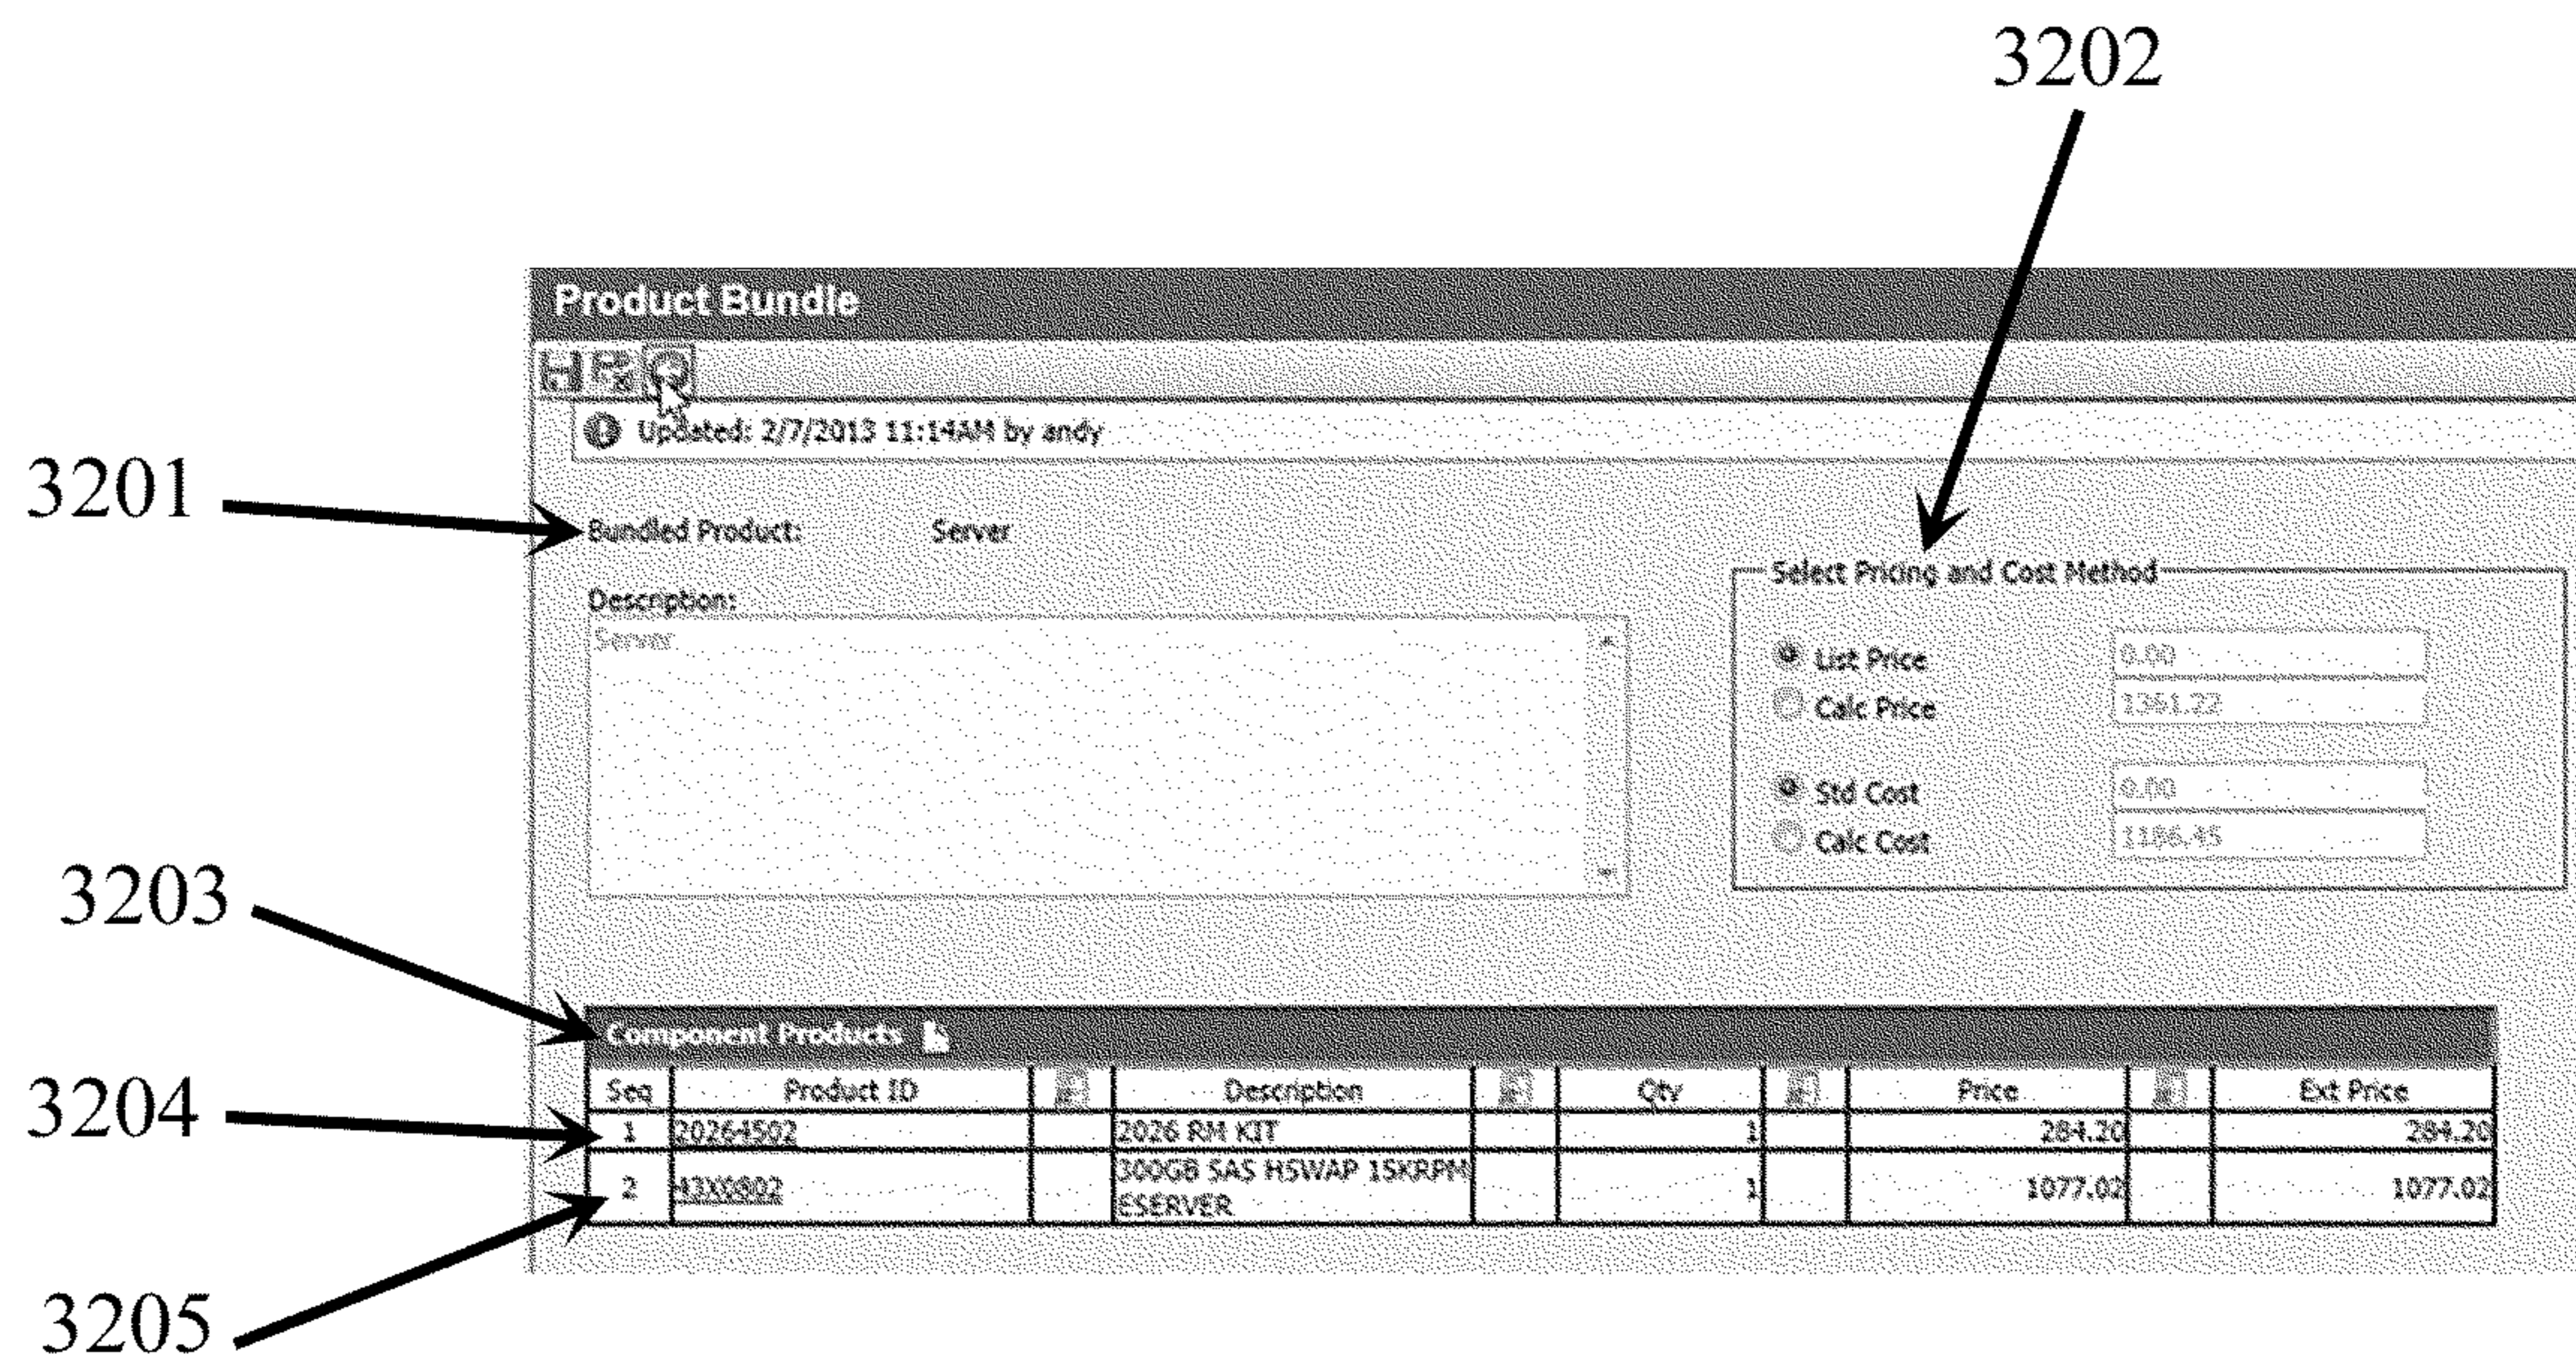 3202
Product Bundle
Updated: 2/7/2013 11:14AM by andy
3201
Bundled Product: Server
Select Pricing and Cost Method
Description:
Server
List Price 0.00
Calc Price 1361.22
Std Cost 0.00
Calc Cost 1186.45
3203
Component Products
3204
Seq Product ID Description Qty Price Ext Price
1 20264502 2026 RM KIT 1 284.20 284.20
2 43X0802 300GB SAS HSWAP 15KRPM 1 1077.02 1077.02
ESERVER
3205